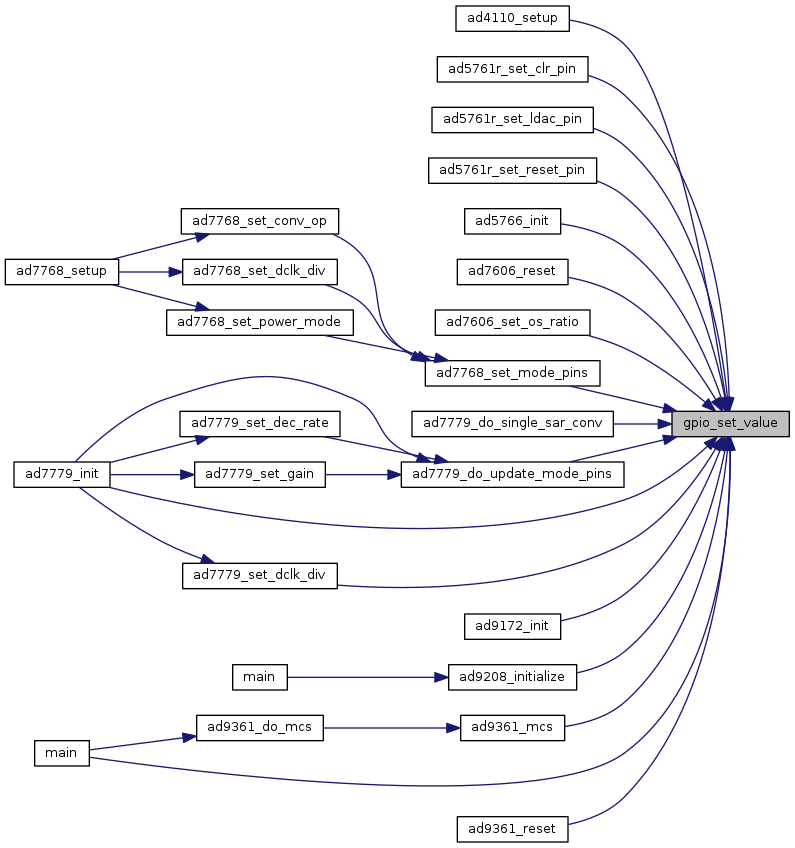 ad4110_setup
ad5761r_set_clr_pin
ad5761r_set_ldac_pin
ad5761r_set_reset_pin
ad7768_set_conv_op
ad5766_init
ad7768_setup
ad7768_set_dclk_div
ad7606_reset
ad7768_set_power_mode
ad7606_set_os_ratio
ad7768_set_mode_pins
ad7779_set_dec_rate
ad7779_do_single_sar_conv
gpio_set_value
ad7779_init
ad7779_set_gain
ad7779_do_update_mode_pins
ad7779_set_dclk_div
ad9172_init
main
ad9208_initialize
ad9361_do_mcs
ad9361_mcs
main
ad9361_reset